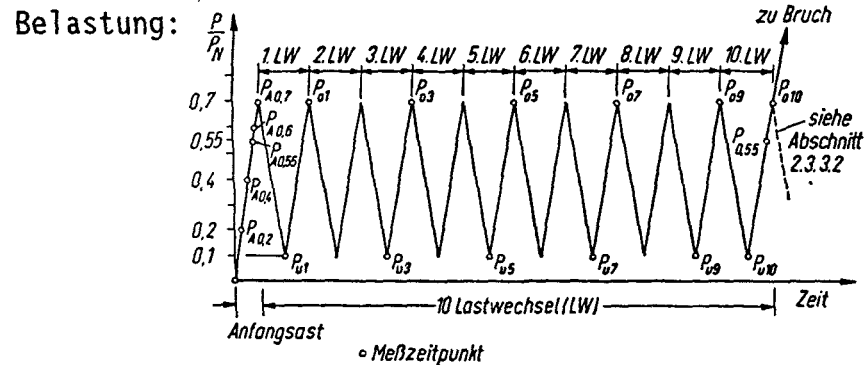 Belastung:
P/P_N
zu Bruch
1.LW 2.LW 3.LW 4.LW 5.LW 6.LW 7.LW 8.LW 9.LW 10.LW
0,7
P_A0,7
P_o1
P_o3
P_o5
P_o7
P_o9
P_o10
P_A0,6
siehe
Abschnitt
2.3.3.2
0,55
P_A0,55
P_0,55
0,4
P_A0,4
0,2
P_A0,2
0,1
P_u1
P_u3
P_u5
P_u7
P_u9
P_u10
10 Lastwechsel (LW)
Zeit
Anfangsast
o Meßzeitpunkt